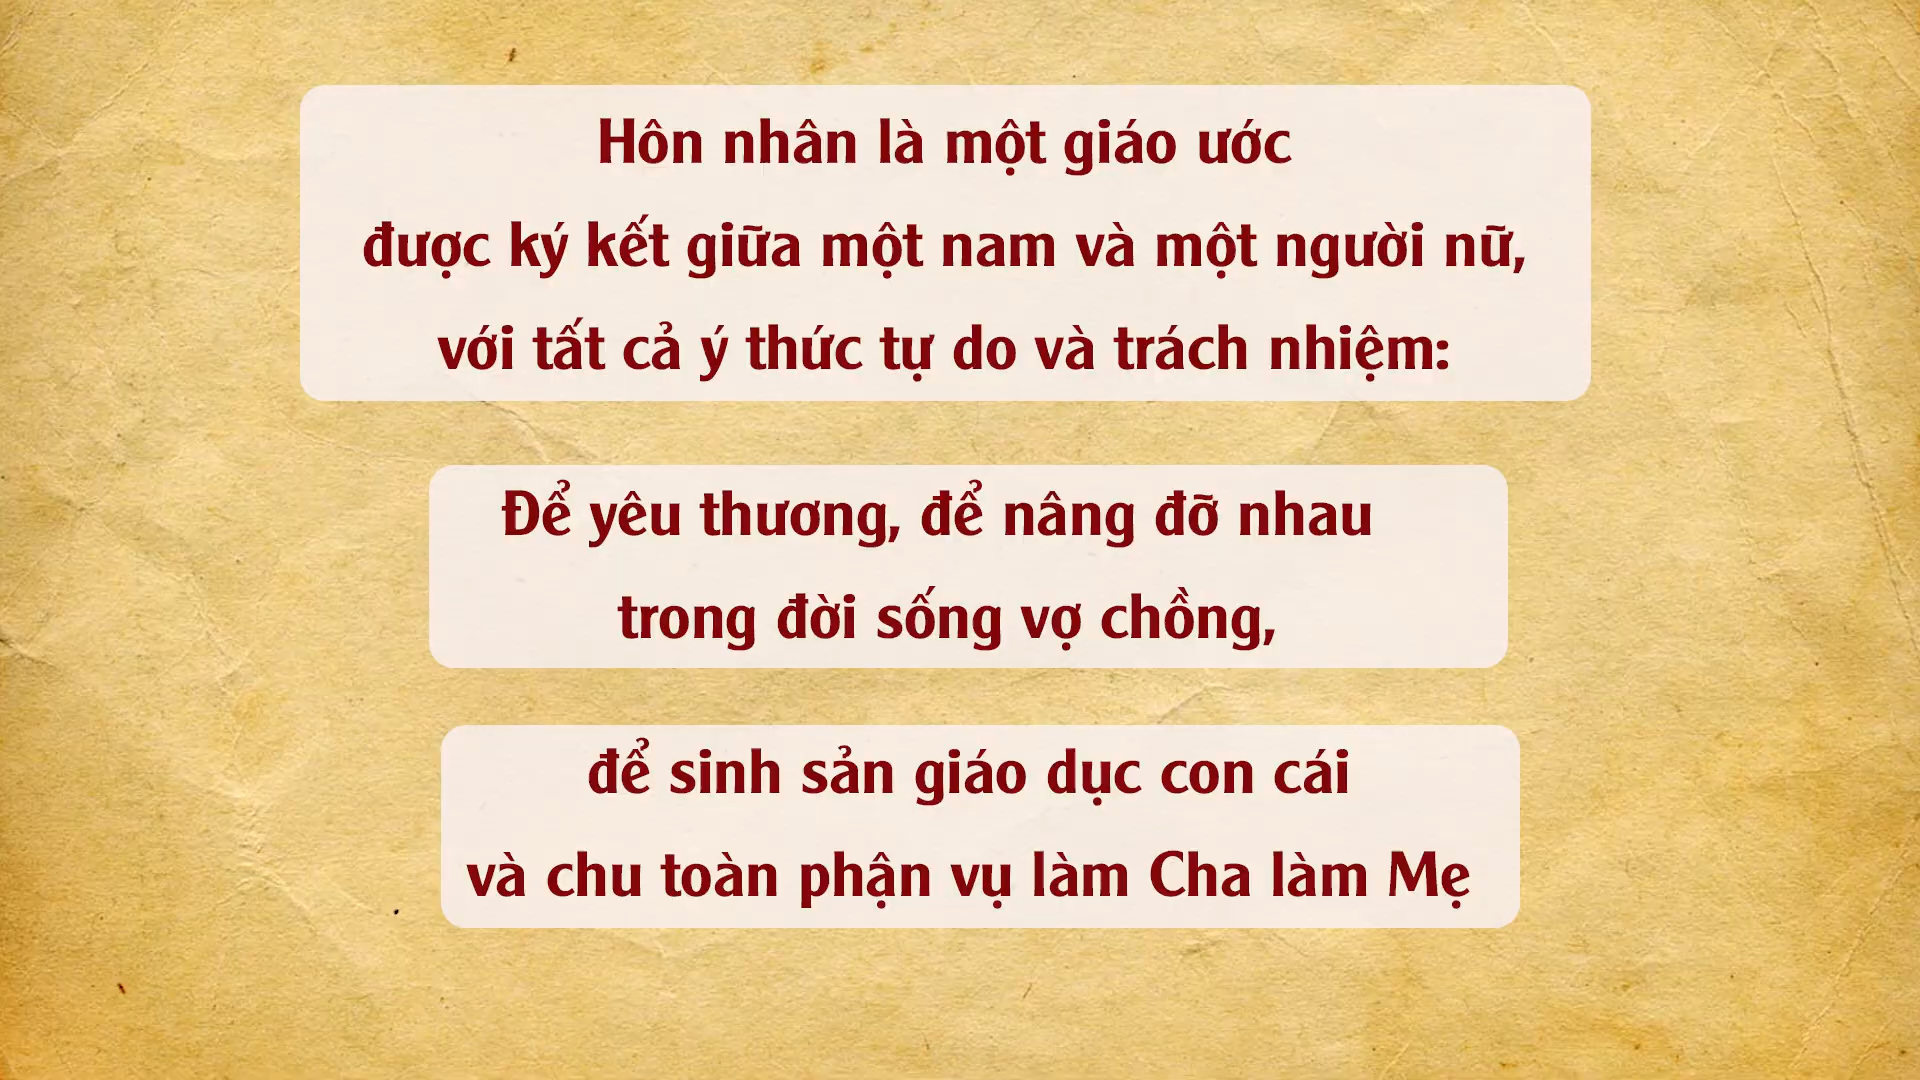 Hôn nhân là một giáo ước
được ký kết giữa một nam và một người nữ,
với tất cả ý thức tự do và trách nhiệm:
Để yêu thương, để nâng đỡ nhau
trong đời sống vợ chồng,
để sinh sản giáo dục con cái
và chu toàn phận vụ làm Cha làm Mẹ